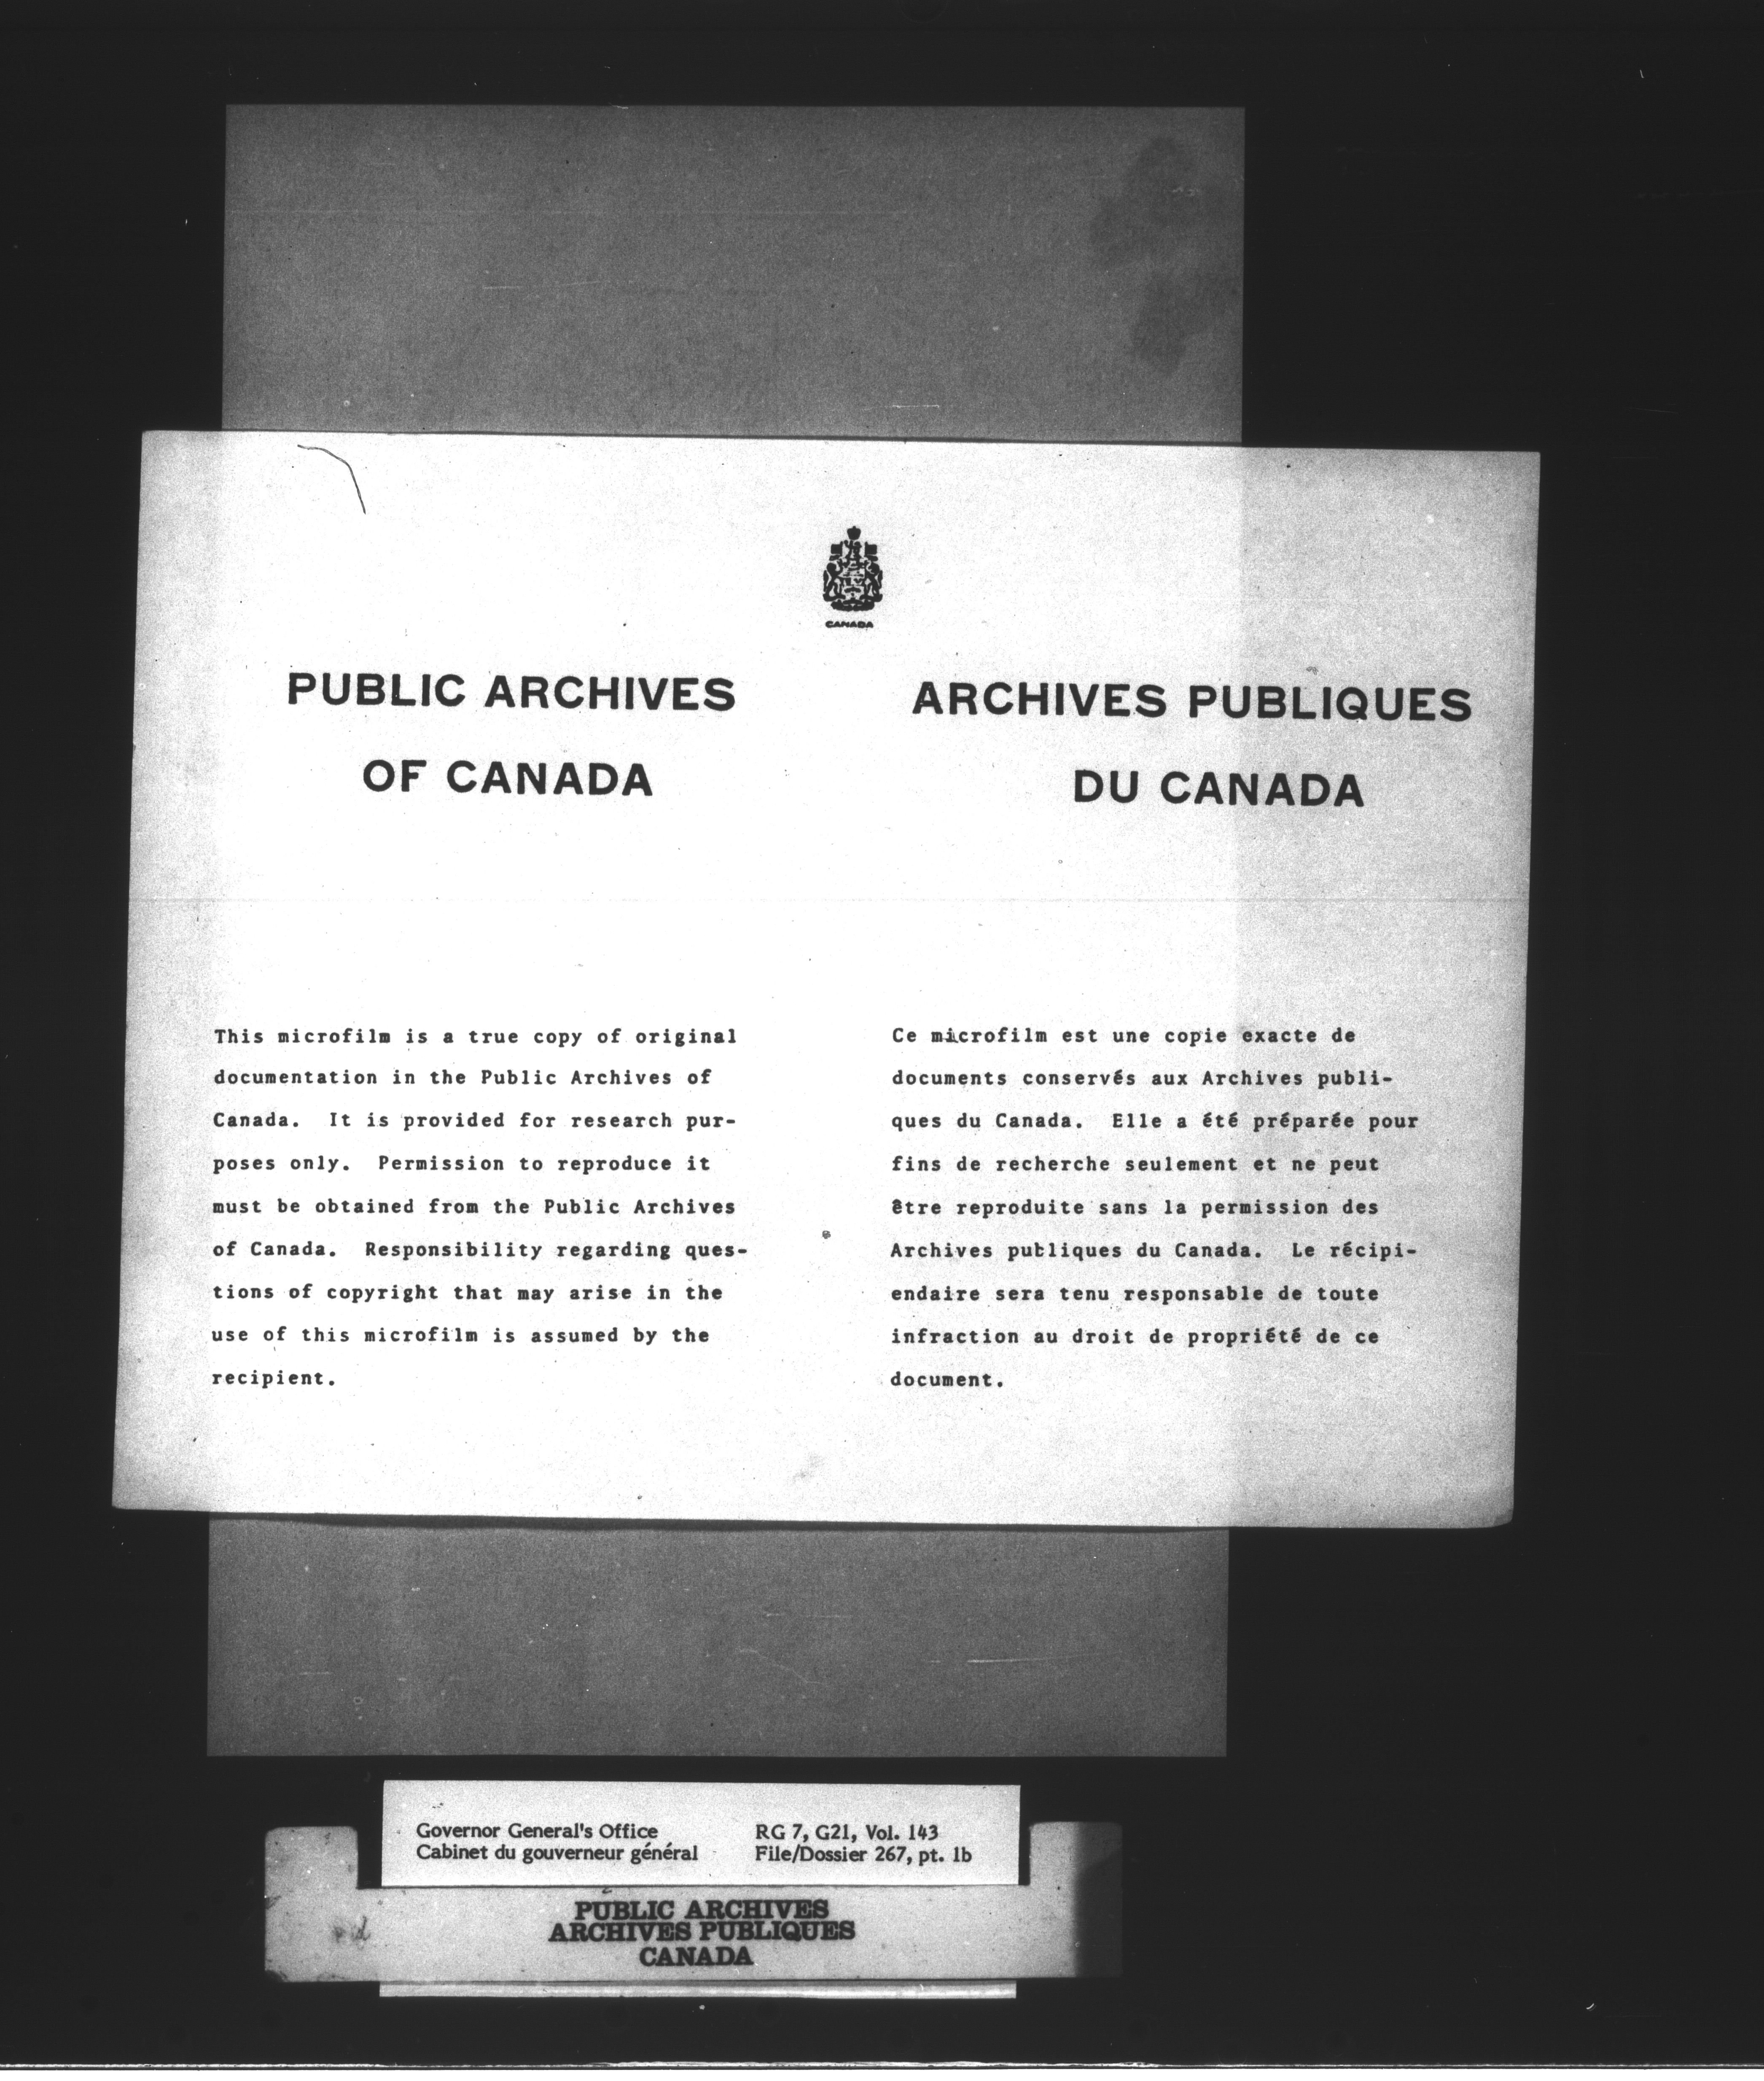 CANADA
PUBLIC ARCHIVES
OF CANADA
ARCHIVES PUBLIQUES
DU CANADA
This microfilm is a true copy of original
documentation in the Public Archives of
Canada. It is provided for research pur-
poses only. Permission to reproduce it
must be obtained from the Public Archives
of Canada. Responsibility regarding ques-
tions of copyright that may arise in the
use of this microfilm is assumed by the
recipient.
Ce microfilm est une copie exacte de
documents conservés aux Archives publi-
ques du Canada. Elle a été préparée pour
fins de recherche seulement et ne peut
être reproduite sans la permission des
Archives publiques du Canada. Le récipi-
endaire sera tenu responsable de toute
infraction au droit de propriété de ce
document.
Governor General's Office
Cabinet du gouverneur général
RG 7, G21, Vol. 143
File/Dossier 267, pt. 1b
PUBLIC ARCHIVES
ARCHIVES PUBLIQUES
CANADA